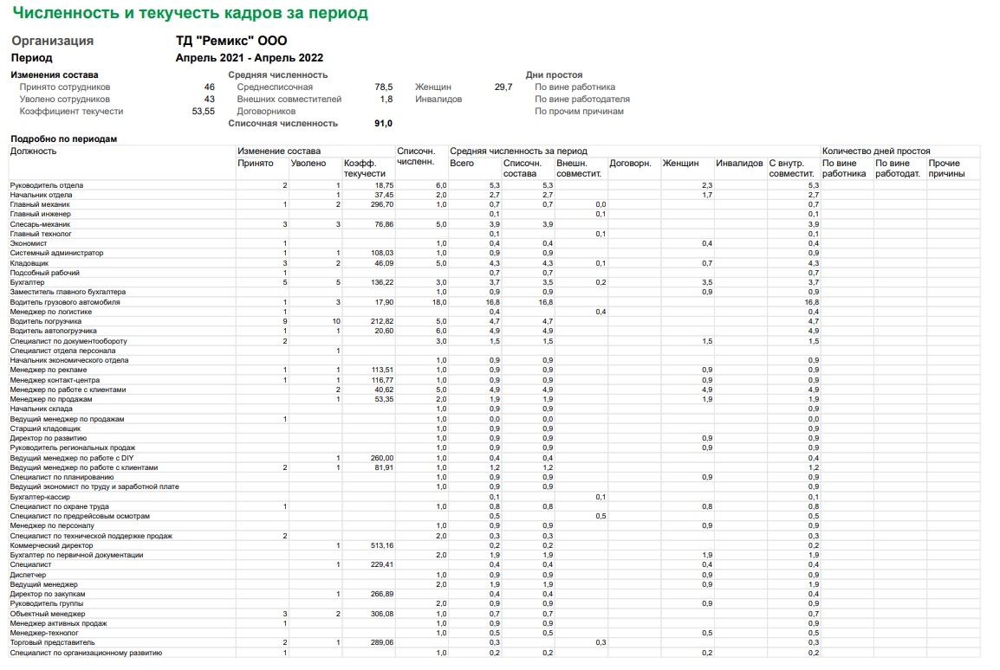 Численность и текучесть кадров за период
Организация ТД "Ремикс" ООО
Период Апрель 2021 - Апрель 2022
Изменения состава Средняя численность Дни простоя
Принято сотрудников 46 Среднесписочная 78,5 Женщин 29,7 По вине работника
Уволено сотрудников 43 Внешних совместителей 1,8 Инвалидов По вине работодателя
Коэффициент текучести 53,55 Договорников По прочим причинам
Списочная численность 91,0
Подробно по периодам
Должность Изменение состава Списочн. численн. Средняя численность за период Количество дней простоя
Принято Уволено Коэфф. текучести Всего Списочн. состава Внешн. совместит. Договорн. Женщин Инвалидов С внутр. совместит. По вине работника По вине работодат. Прочие причины
Руководитель отдела 2 1 18,75 6,0 5,3 5,3 2,3 5,3
Начальник отдела 1 37,45 2,0 2,7 2,7 1,7 2,7
Главный механик 1 2 296,70 1,0 0,7 0,7 0,0 0,7
Главный инженер 0,1 0,1 0,1
Слесарь-механик 3 3 76,86 5,0 3,9 3,9 3,9
Главный технолог 0,1 0,1 0,1
Экономист 1 1,0 0,4 0,4 0,4 0,4
Системный администратор 1 1 108,03 1,0 0,9 0,9 0,9
Кладовщик 3 2 46,09 5,0 4,3 4,3 0,1 0,7 4,3
Подсобный рабочий 1 0,7 0,7 0,7
Бухгалтер 5 5 136,22 3,0 3,7 3,5 0,2 3,5 3,7
Заместитель главного бухгалтера 1,0 0,9 0,9 0,9 0,9
Водитель грузового автомобиля 1 3 17,90 18,0 16,8 16,8 16,8
Менеджер по логистике 1 0,4 0,4 0,4
Водитель погрузчика 9 10 212,82 5,0 4,7 4,7 4,7
Водитель автопогрузчика 1 1 20,60 6,0 4,9 4,9 4,9
Специалист по документообороту 2 3,0 1,5 1,5 1,5 1,5
Специалист отдела персонала 1
Начальник экономического отдела 1,0 0,9 0,9 0,9
Менеджер по рекламе 1 1 113,51 1,0 0,9 0,9 0,9 0,9
Менеджер контакт-центра 1 1 116,77 1,0 0,9 0,9 0,9 0,9
Менеджер по работе с клиентами 2 40,62 5,0 4,9 4,9 4,9 4,9
Менеджер по продажам 1 53,35 2,0 1,9 1,9 1,9 1,9
Начальник склада 1,0 0,9 0,9 0,9
Ведущий менеджер по продажам 1 1,0 0,0 0,0 0,0
Старший кладовщик 1,0 0,9 0,9 0,9
Директор по развитию 1,0 0,9 0,9 0,9 0,9
Руководитель региональных продаж 1,0 0,9 0,9 0,9 0,9
Ведущий менеджер по работе с DIY 1 260,00 1,0 0,4 0,4 0,4
Ведущий менеджер по работе с клиентами 2 1 81,91 1,0 1,2 1,2 1,2
Специалист по планированию 1,0 0,9 0,9 0,9 0,9
Ведущий экономист по труду и заработной плате 1,0 0,9 0,9 0,9
Бухгалтер-кассир 0,1 0,1 0,1
Специалист по охране труда 1 1,0 0,8 0,8 0,8 0,8
Специалист по предрейсовым осмотрам 0,5 0,5 0,5
Менеджер по персоналу 1,0 0,9 0,9 0,9 0,9
Специалист по технической поддержке продаж 2 2,0 0,3 0,3 0,3
Коммерческий директор 1 513,16 0,2 0,2 0,2
Бухгалтер по первичной документации 2,0 1,9 1,9 1,9 1,9
Специалист 1 229,41 0,4 0,4 0,4 0,4
Диспетчер 1,0 0,9 0,9 0,9 0,9
Ведущий менеджер 2,0 1,9 1,9 0,9 1,9
Директор по закупкам 1 266,89 0,4 0,4 0,4
Руководитель группы 2,0 0,9 0,9 0,9 0,9
Объектный менеджер 3 2 306,08 1,0 0,7 0,7 0,7
Менеджер активных продаж 1 1,0 0,9 0,9 0,9
Менеджер-технолог 1,0 0,5 0,5 0,5 0,5
Торговый представитель 2 1 289,06 0,3 0,3 0,3
Специалист по организационному развитию 1 1,0 0,2 0,2 0,2 0,2